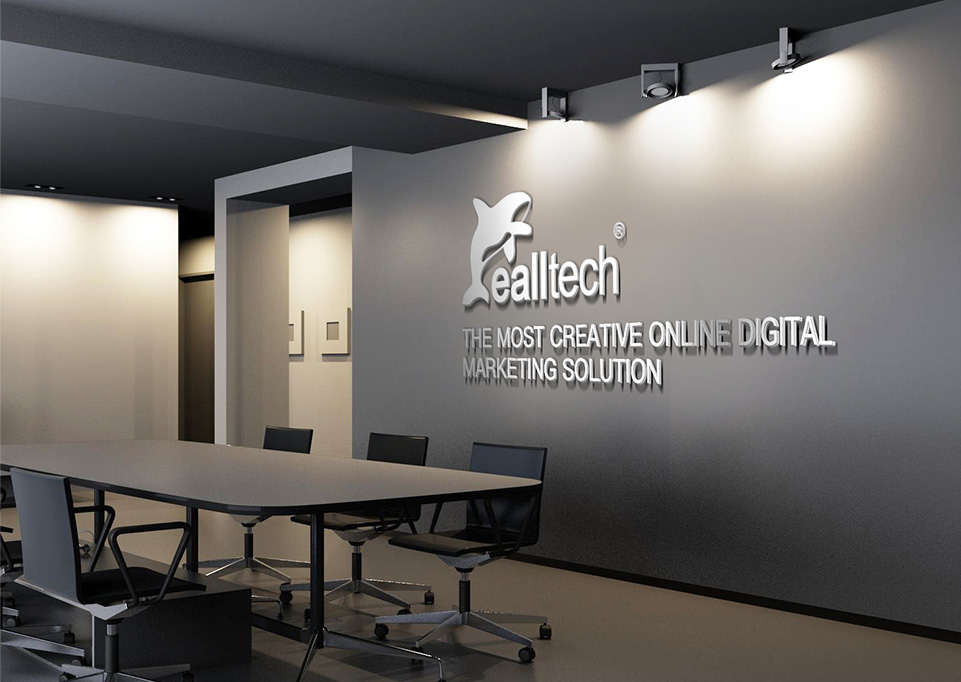 ealltech ®
THE MOST CREATIVE ONLINE DIGITAL
MARKETING SOLUTION